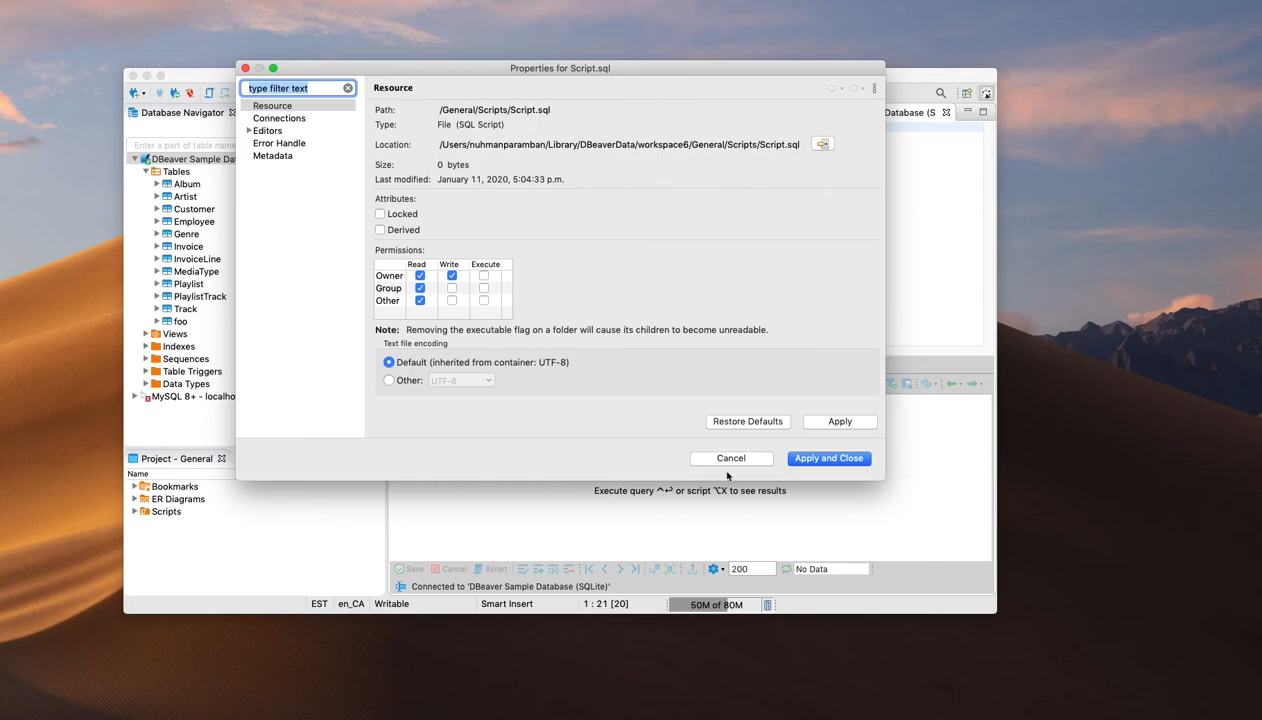 Properties for Script.sql
type filter text
Resource
Connections
Editors
Error Handle
Metadata
Resource
Path: /General/Scripts/Script.sql
Type: File (SQL Script)
Location: /Users/nuhmanparamban/Library/DBeaverData/workspace6/General/Scripts/Script.sql
Size: 0 bytes
Last modified: January 11, 2020, 5:04:33 p.m.
Attributes:
Locked
Derived
Permissions:
Read Write Execute
Owner
Group
Other
Note: Removing the executable flag on a folder will cause its children to become unreadable.
Text file encoding
Default (inherited from container: UTF-8)
Other: UTF-8
Restore Defaults Apply
Cancel Apply and Close
Database Navigator
Database (S
Enter a part of table name
DBeaver Sample Dat
Tables
Album
Artist
Customer
Employee
Genre
Invoice
InvoiceLine
MediaType
Playlist
PlaylistTrack
Track
foo
Views
Indexes
Sequences
Table Triggers
Data Types
MySQL 8+ - localho
Project - General
Name
Bookmarks
ER Diagrams
Scripts
Execute query ^↩ or script ⌥X to see results
Save Cancel Script 200 No Data
Connected to 'DBeaver Sample Database (SQLite)'
EST en_CA Writable Smart Insert 1 : 21 [20] 50M of 80M